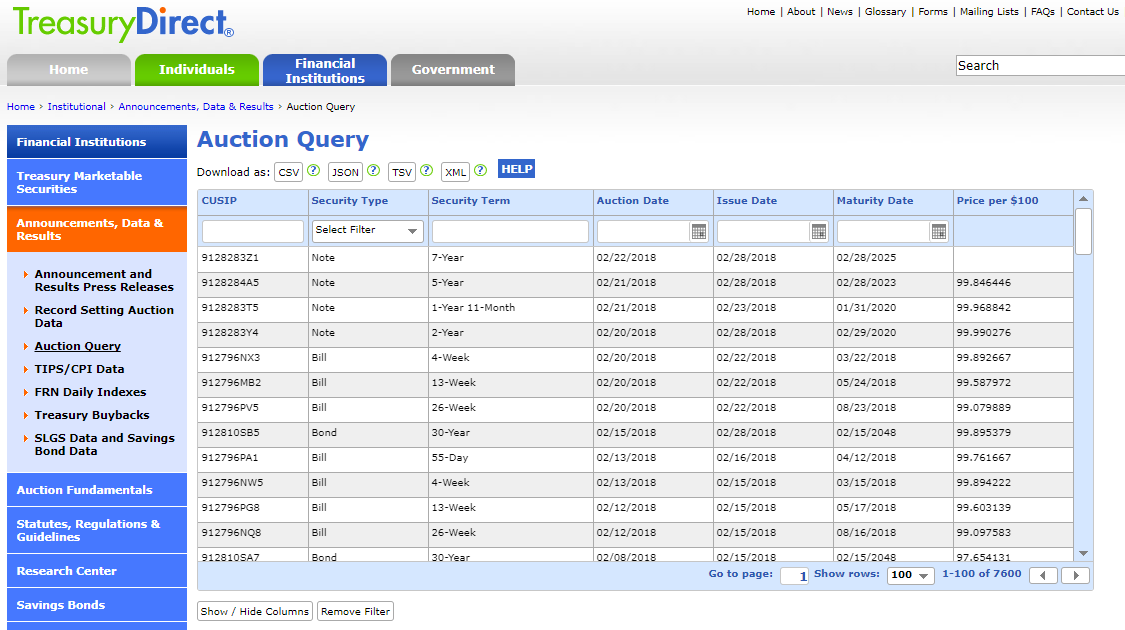 TreasuryDirect®
Home | About | News | Glossary | Forms | Mailing Lists | FAQs | Contact Us
Home
Individuals
Financial
Institutions
Government
Search
Home › Institutional › Announcements, Data & Results › Auction Query
Financial Institutions
Treasury Marketable
Securities
Announcements, Data &
Results
Announcement and
Results Press Releases
Record Setting Auction
Data
Auction Query
TIPS/CPI Data
FRN Daily Indexes
Treasury Buybacks
SLGS Data and Savings
Bond Data
Auction Fundamentals
Statutes, Regulations &
Guidelines
Research Center
Savings Bonds
Auction Query
Download as: CSV ? JSON ? TSV ? XML ? HELP
CUSIP Security Type Security Term Auction Date Issue Date Maturity Date Price per $100
Select Filter
9128283Z1 Note 7-Year 02/22/2018 02/28/2018 02/28/2025
9128284A5 Note 5-Year 02/21/2018 02/28/2018 02/28/2023 99.846446
9128283T5 Note 1-Year 11-Month 02/21/2018 02/23/2018 01/31/2020 99.968842
9128283Y4 Note 2-Year 02/20/2018 02/28/2018 02/29/2020 99.990276
912796NX3 Bill 4-Week 02/20/2018 02/22/2018 03/22/2018 99.892667
912796MB2 Bill 13-Week 02/20/2018 02/22/2018 05/24/2018 99.587972
912796PV5 Bill 26-Week 02/20/2018 02/22/2018 08/23/2018 99.079889
912810SB5 Bond 30-Year 02/15/2018 02/28/2018 02/15/2048 99.895379
912796PA1 Bill 55-Day 02/13/2018 02/16/2018 04/12/2018 99.761667
912796NW5 Bill 4-Week 02/13/2018 02/15/2018 03/15/2018 99.894222
912796PG8 Bill 13-Week 02/12/2018 02/15/2018 05/17/2018 99.603139
912796NQ8 Bill 26-Week 02/12/2018 02/15/2018 08/16/2018 99.097583
912810SA7 Bond 30-Year 02/08/2018 02/15/2018 02/15/2048 97.654131
Go to page: 1 Show rows: 100 1-100 of 7600
Show / Hide Columns Remove Filter